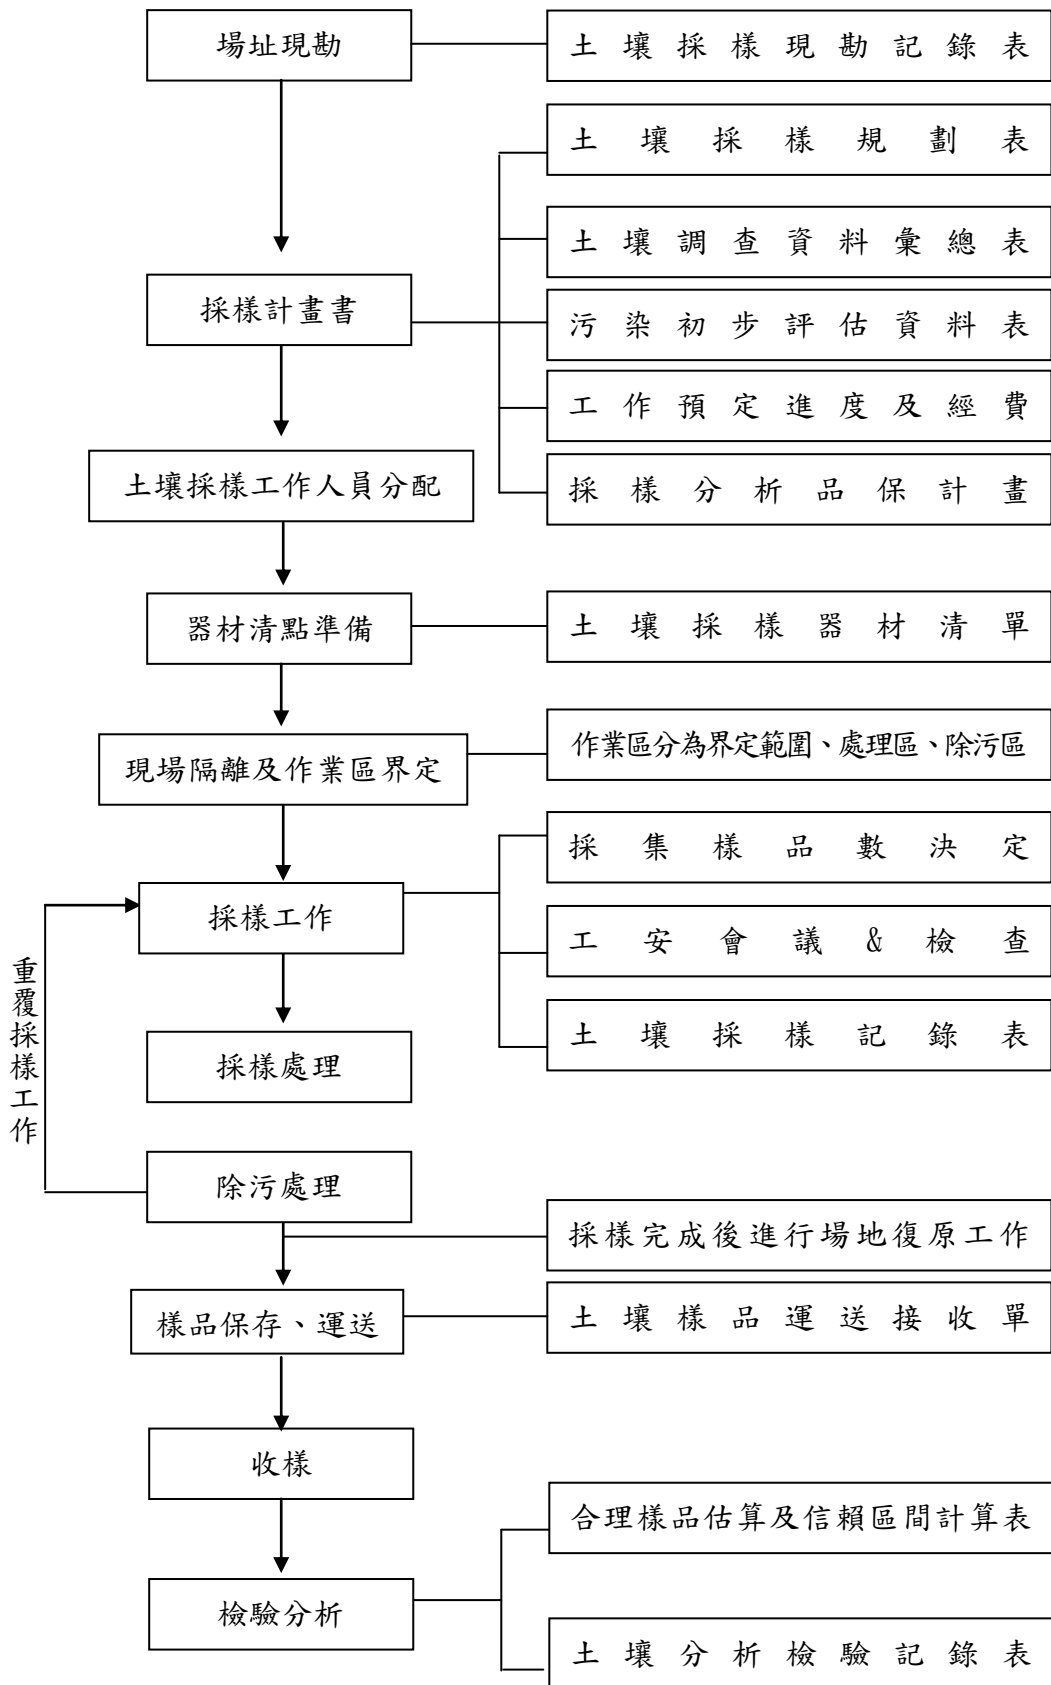 場址現勘
土壤採樣現勘記錄表
土壤採樣規劃表
土壤調查資料彙總表
採樣計畫書
污染初步評估資料表
工作預定進度及經費
土壤採樣工作人員分配
採樣分析品保計畫
器材清點準備
土壤採樣器材清單
現場隔離及作業區界定
作業區分為界定範圍、處理區、除污區
採集樣品數決定
採樣工作
工安會議&檢查
重覆採樣工作
土壤採樣記錄表
採樣處理
除污處理
採樣完成後進行場地復原工作
樣品保存、運送
土壤樣品運送接收單
收樣
合理樣品估算及信賴區間計算表
檢驗分析
土壤分析檢驗記錄表